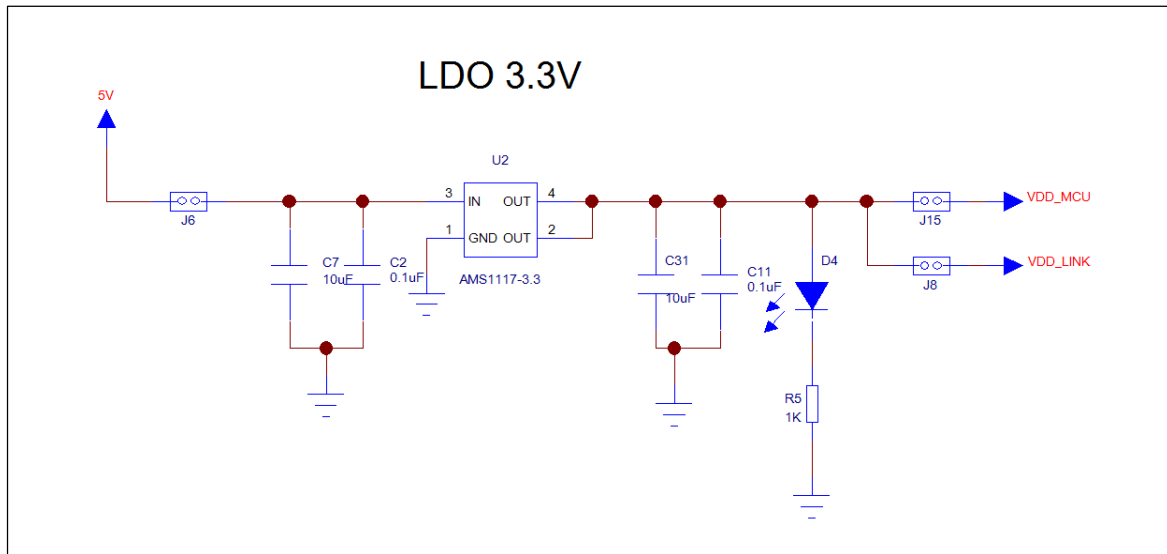 LDO 3.3V
5V
J6
C7
10uF
C2
0.1uF
U2
3 IN OUT 4
1 GND OUT 2
AMS1117-3.3
C31
10uF
C11
0.1uF
D4
R5
1K
J15
VDD_MCU
J8
VDD_LINK